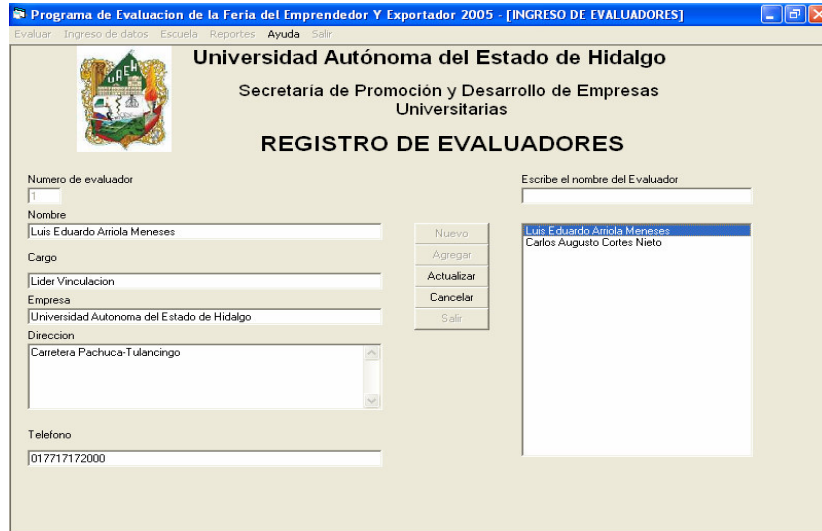 Programa de Evaluacion de la Feria del Emprendedor Y Exportador 2005 - [INGRESO DE EVALUADORES]
Evaluar Ingreso de datos Escuela Reportes Ayuda Salir
UAEH
Universidad Autónoma del Estado de Hidalgo
Secretaría de Promoción y Desarrollo de Empresas
Universitarias
REGISTRO DE EVALUADORES
Numero de evaluador
1
Nombre
Luis Eduardo Arriola Meneses
Cargo
Lider Vinculacion
Empresa
Universidad Autonoma del Estado de Hidalgo
Direccion
Carretera Pachuca-Tulancingo
Telefono
017717172000
Nuevo
Agregar
Actualizar
Cancelar
Salir
Escribe el nombre del Evaluador
Luis Eduardo Arriola Meneses
Carlos Augusto Cortes Nieto